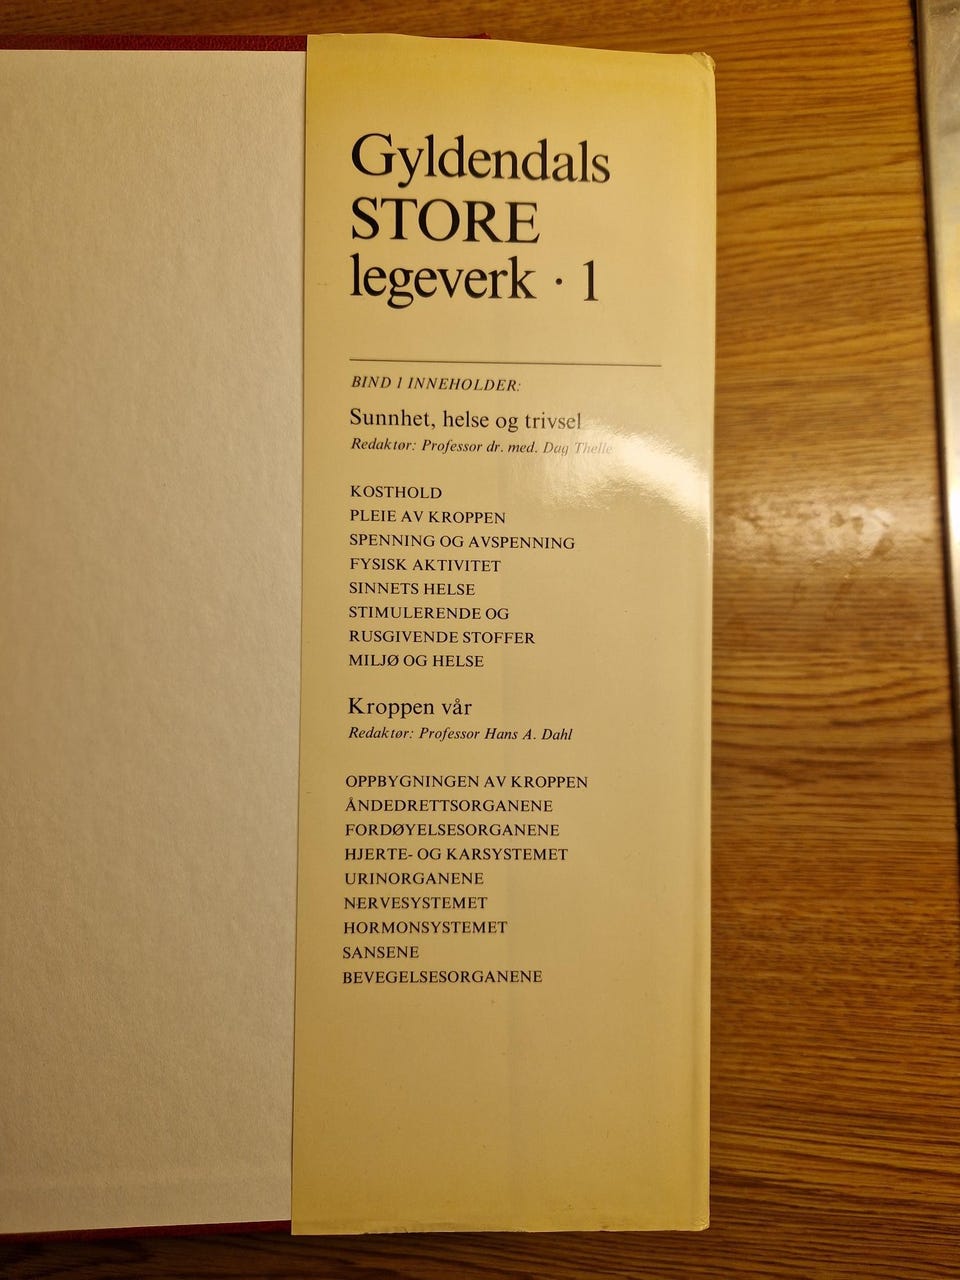 Gyldendals
STORE
legeverk · 1
BIND 1 INNEHOLDER:
Sunnhet, helse og trivsel
Redaktør: Professor dr. med. Dag Thelle
KOSTHOLD
PLEIE AV KROPPEN
SPENNING OG AVSPENNING
FYSISK AKTIVITET
SINNETS HELSE
STIMULERENDE OG
RUSGIVENDE STOFFER
MILJØ OG HELSE
Kroppen vår
Redaktør: Professor Hans A. Dahl
OPPBYGNINGEN AV KROPPEN
ÅNDEDRETTSORGANENE
FORDØYELSESORGANENE
HJERTE- OG KARSYSTEMET
URINORGANENE
NERVESYSTEMET
HORMONSYSTEMET
SANSENE
BEVEGELSESORGANENE